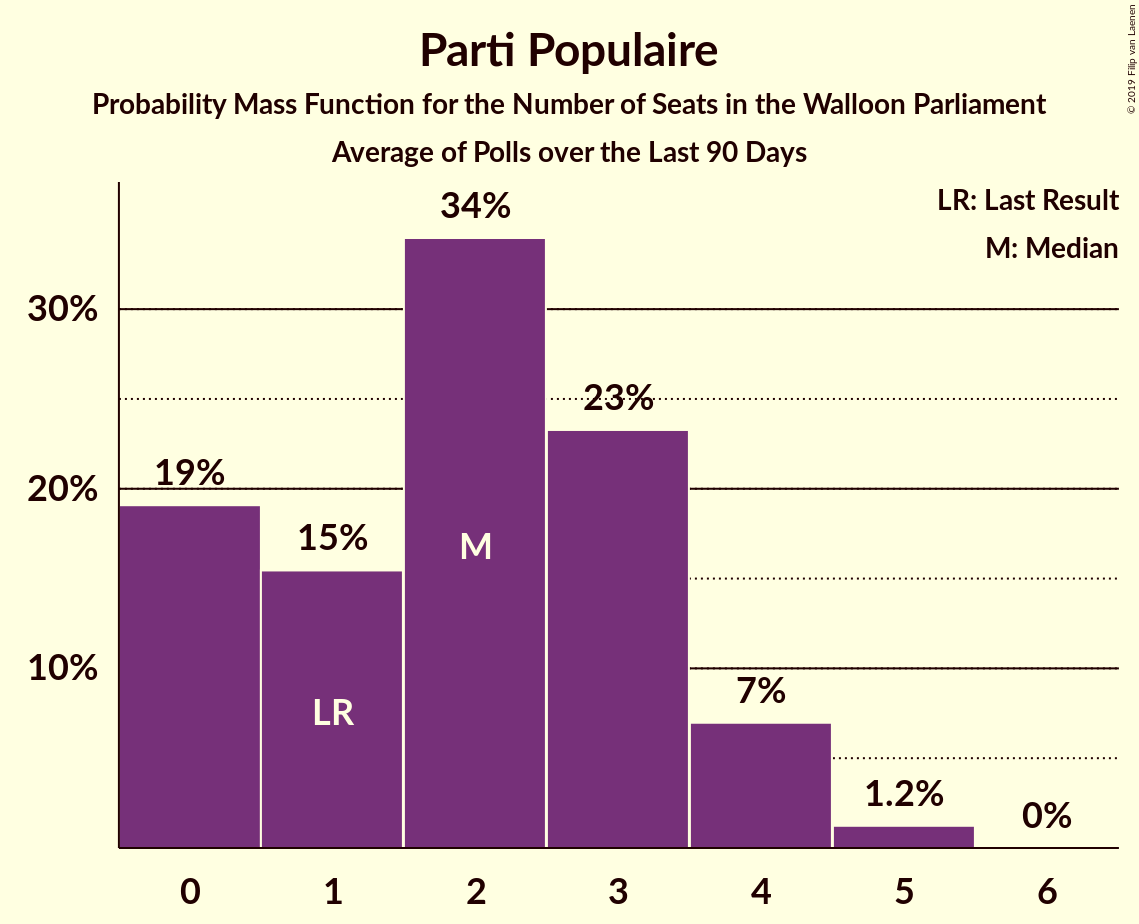 Parti Populaire
Probability Mass Function for the Number of Seats in the Walloon Parliament
Average of Polls over the Last 90 Days
© 2019 Filip van Laenen
LR: Last Result
M: Median
34%
30%
23%
20%
19%
15%
M
10%
7%
LR
1.2%
0%
0 1 2 3 4 5 6